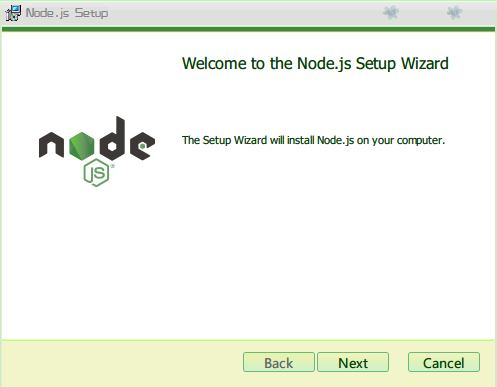 Node.js Setup
Welcome to the Node.js Setup Wizard
The Setup Wizard will install Node.js on your computer.
node
JS®
Back
Next
Cancel